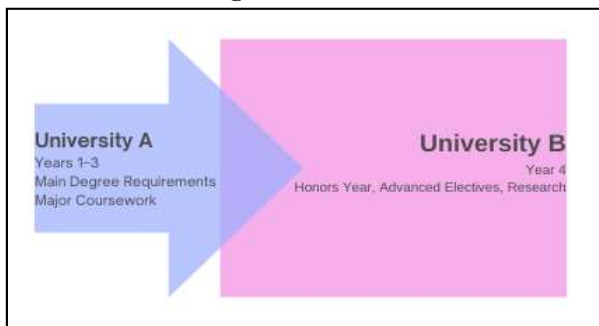 University A
Years 1–3
Main Degree Requirements
Major Coursework
University B
Year 4
Honors Year, Advanced Electives, Research